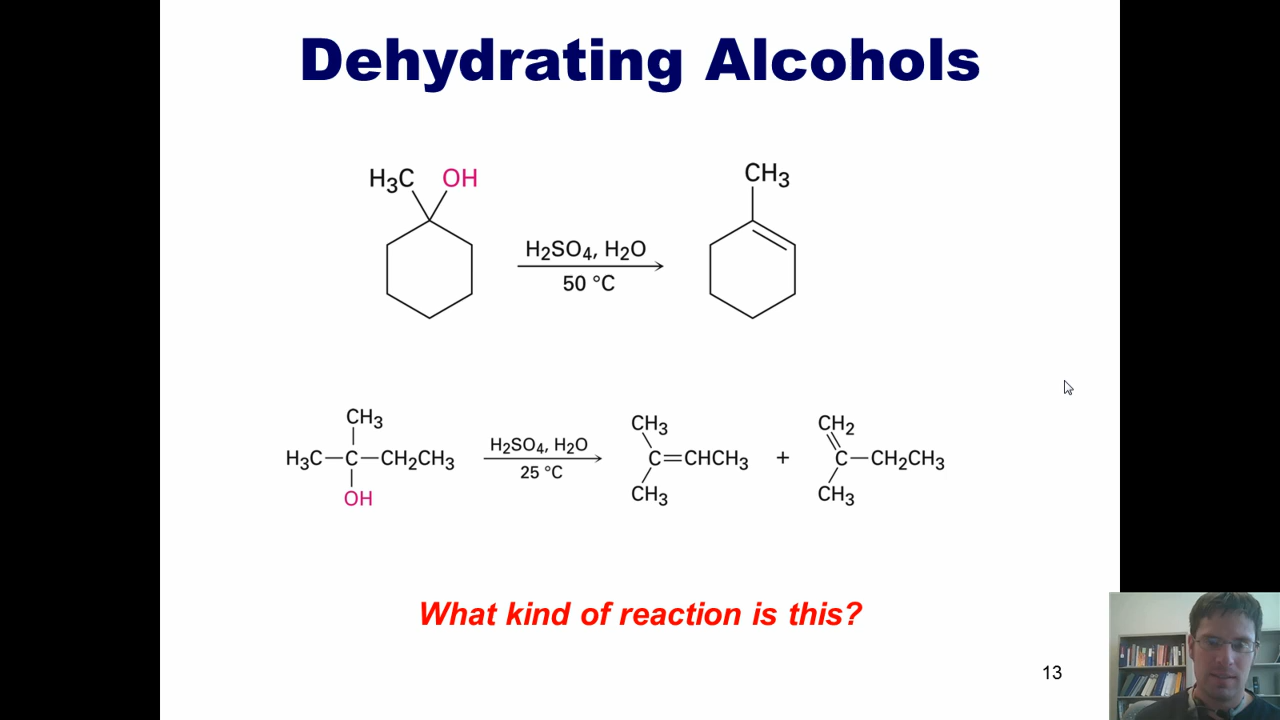 Dehydrating Alcohols
H₃C OH
CH₃
H₂SO₄, H₂O
50 °C
CH₃
CH₃
CH₂
H₃C—C—CH₂CH₃
H₂SO₄, H₂O
25 °C
C=CHCH₃ + C—CH₂CH₃
OH
CH₃
CH₃
What kind of reaction is this?
13